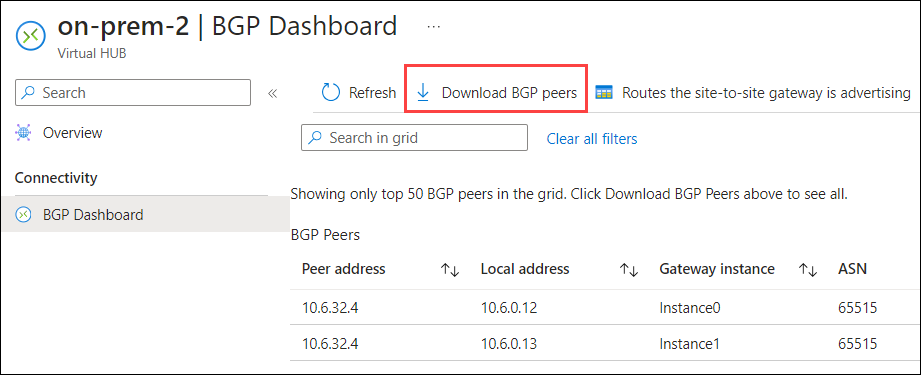 on-prem-2 | BGP Dashboard ...
Virtual HUB
Search «
Refresh Download BGP peers Routes the site-to-site gateway is advertising
Overview
Search in grid Clear all filters
Connectivity
BGP Dashboard
Showing only top 50 BGP peers in the grid. Click Download BGP Peers above to see all.
BGP Peers
Peer address ↑↓ Local address ↑↓ Gateway instance ↑↓ ASN
10.6.32.4 10.6.0.12 Instance0 65515
10.6.32.4 10.6.0.13 Instance1 65515